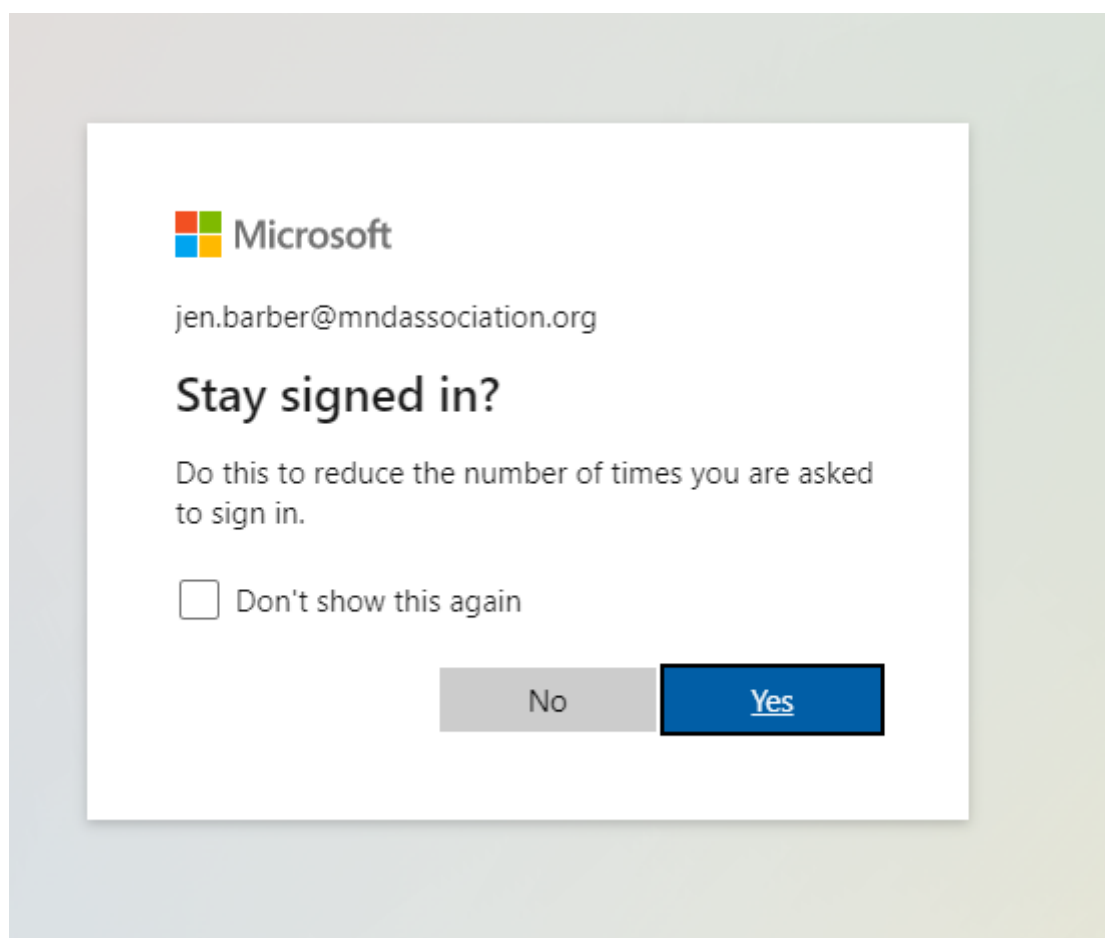 Microsoft
jen.barber@mndassociation.org
Stay signed in?
Do this to reduce the number of times you are asked
to sign in.
Don't show this again
No
Yes